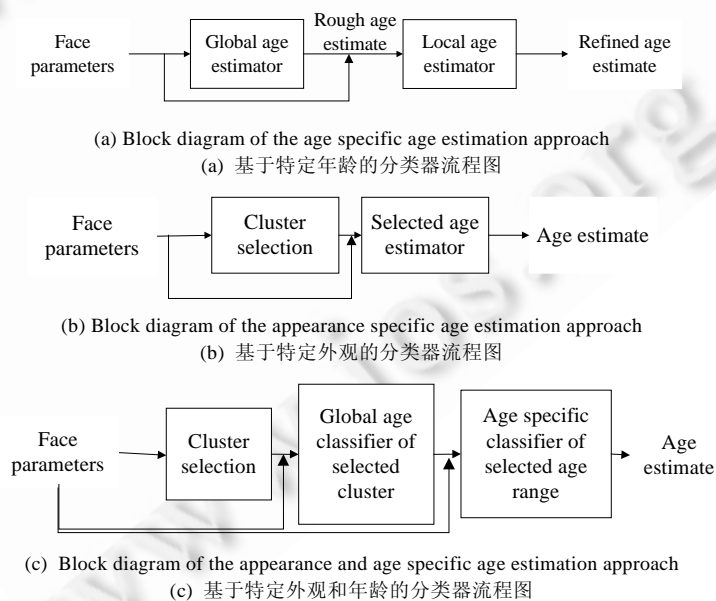 Face
parameters
Global age
estimator
Rough age
estimate
Local age
estimator
Refined age
estimate
(a) Block diagram of the age specific age estimation approach
(a) 基于特定年龄的分类器流程图
Face
parameters
Cluster
selection
Selected age
estimator
Age estimate
(b) Block diagram of the appearance specific age estimation approach
(b) 基于特定外观的分类器流程图
Face
parameters
Cluster
selection
Global age
classifier of
selected
cluster
Age specific
classifier of
selected age
range
Age
estimate
(c) Block diagram of the appearance and age specific age estimation approach
(c) 基于特定外观和年龄的分类器流程图